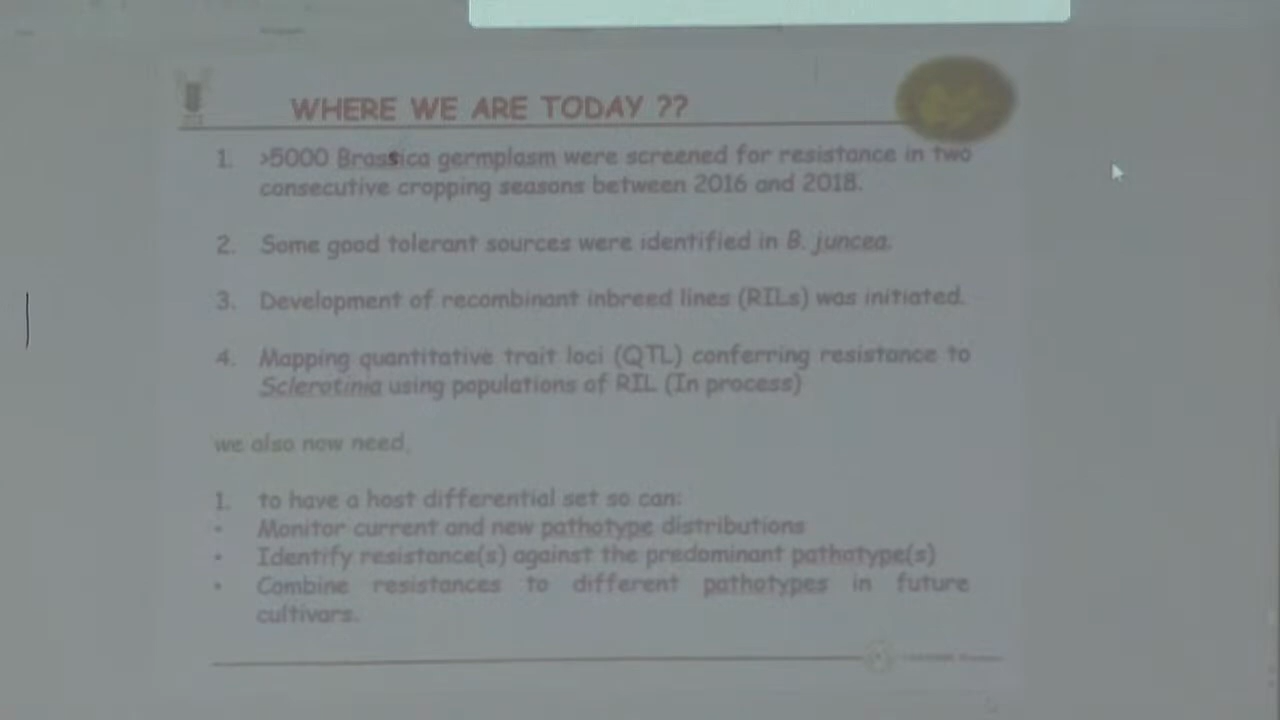 WHERE WE ARE TODAY ??
1. >5000 Brassica germplasm were screened for resistance in two
consecutive cropping seasons between 2016 and 2018.
2. Some good tolerant sources were identified in B. juncea.
3. Development of recombinant inbreed lines (RILs) was initiated.
4. Mapping quantitative trait loci (QTL) conferring resistance to
Sclerotinia using populations of RIL (In process)
we also now need,
1. to have a host differential set so can:
• Monitor current and new pathotype distributions
• Identify resistance(s) against the predominant pathotype(s)
• Combine resistances to different pathotypes in future
cultivars.